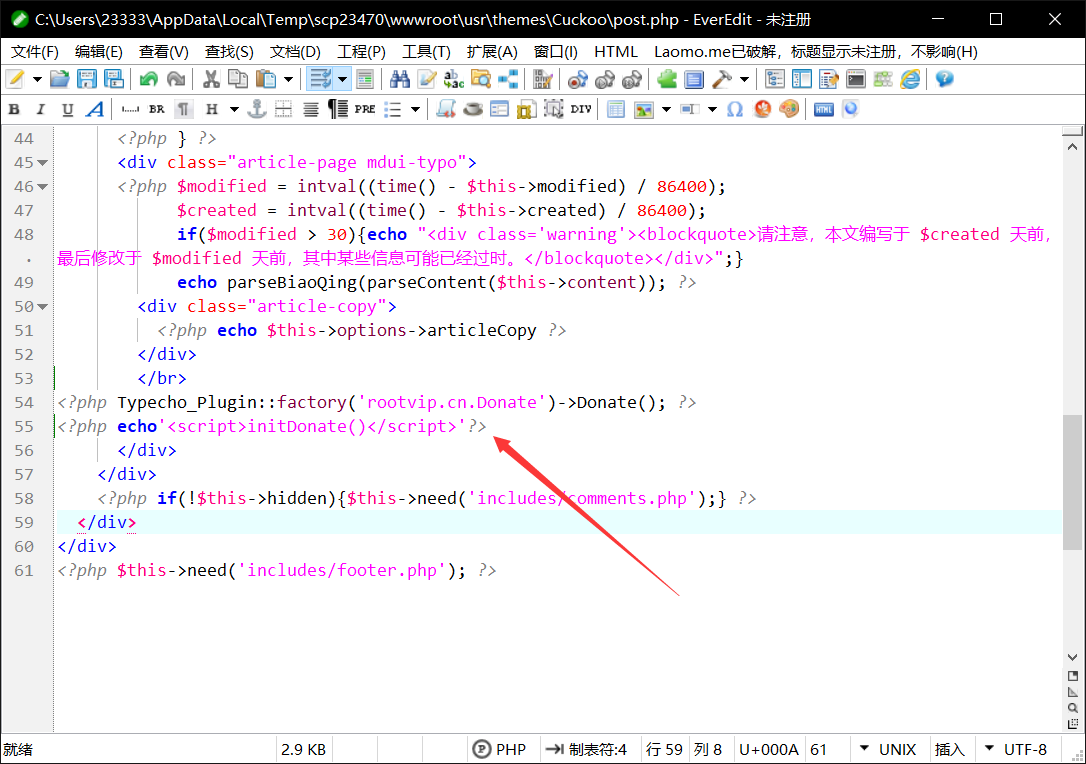 C:\Users\23333\AppData\Local\Temp\scp23470\wwwroot\usr\themes\Cuckoo\post.php - EverEdit - 未注册
文件(F) 编辑(E) 查看(V) 查找(S) 文档(D) 工程(P) 工具(T) 扩展(A) 窗口(I) HTML Laomo.me已破解，标题显示未注册，不影响(H)
B I U A BR ¶ H PRE DIV Ω HTML
44 <?php } ?>
45 <div class="article-page mdui-typo">
46 <?php $modified = intval((time() - $this->modified) / 86400);
47 $created = intval((time() - $this->created) / 86400);
48 if($modified > 30){echo "<div class='warning'><blockquote>请注意，本文编写于 $created 天前，
最后修改于 $modified 天前，其中某些信息可能已经过时。</blockquote></div>";}
49 echo parseBiaoQing(parseContent($this->content)); ?>
50 <div class="article-copy">
51 <?php echo $this->options->articleCopy ?>
52 </div>
53 </br>
54 <?php Typecho_Plugin::factory('rootvip.cn.Donate')->Donate(); ?>
55 <?php echo'<script>initDonate()</script>'?>
56 </div>
57 </div>
58 <?php if(!$this->hidden){$this->need('includes/comments.php');} ?>
59 </div>
60 </div>
61 <?php $this->need('includes/footer.php'); ?>
就绪 2.9 KB PHP 制表符:4 行 59 列 8 U+000A 61 UNIX 插入 UTF-8